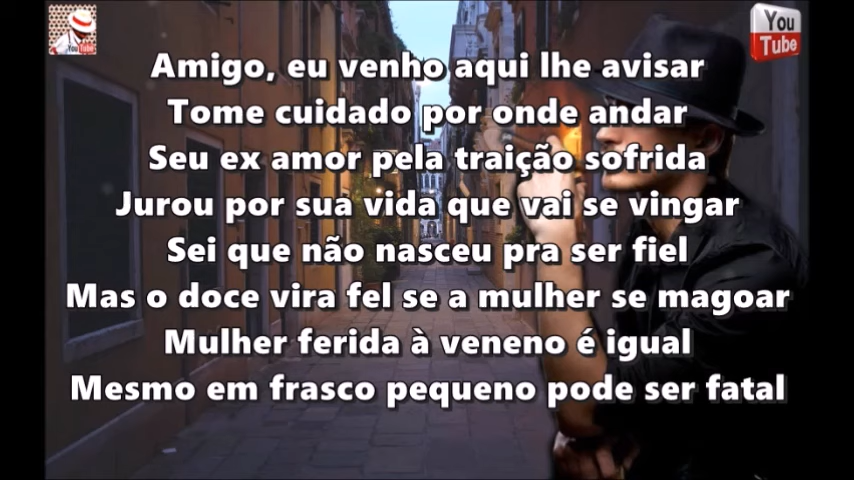 You
Tube
YouTube
Amigo, eu venho aqui lhe avisar
Tome cuidado por onde andar
Seu ex amor pela traição sofrida
Jurou por sua vida que vai se vingar
Sei que não nasceu pra ser fiel
Mas o doce vira fel se a mulher se magoar
Mulher ferida à veneno é igual
Mesmo em frasco pequeno pode ser fatal